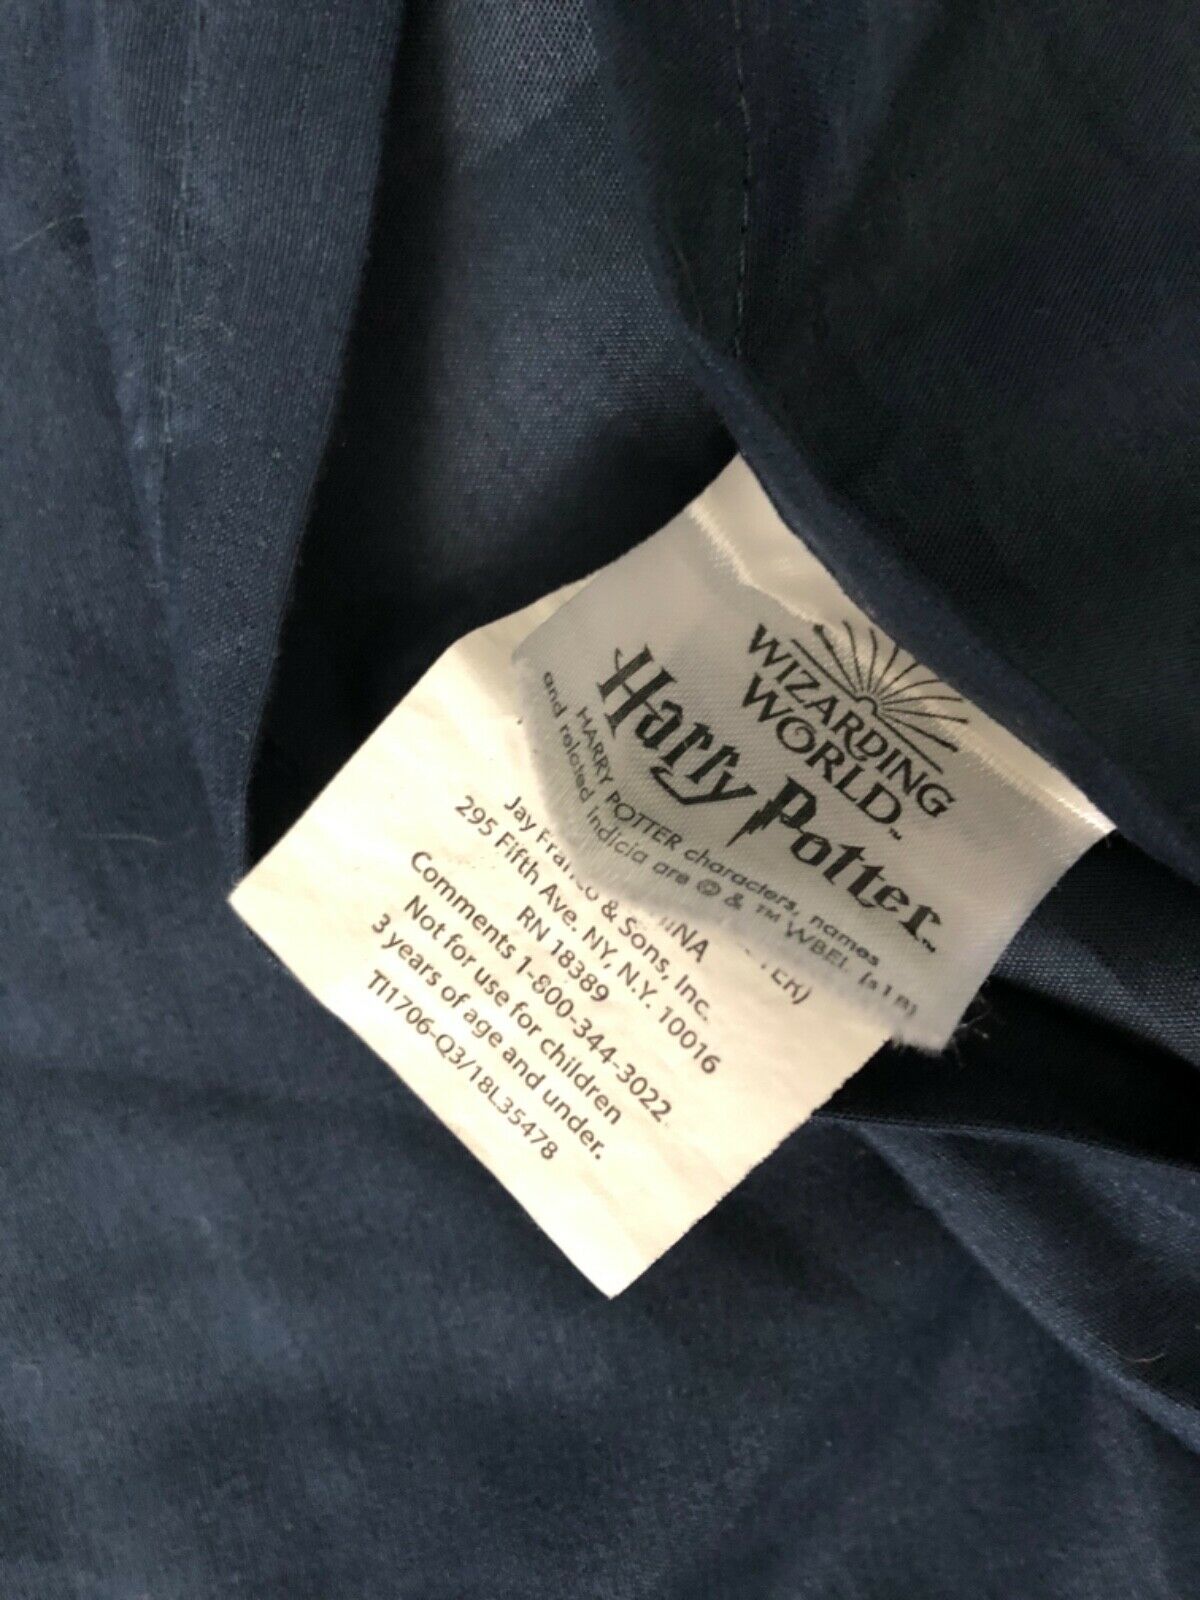 WIZARDING
WORLD™
Harry Potter™
HARRY POTTER characters, names
and related indicia are © & ™ WBEI.
Jay Franco & Sons, Inc.
295 Fifth Ave. NY, N.Y. 10016
RN 18389
Comments 1-800-344-3022
Not for use for children
3 years of age and under.
TI1706-Q3/18L35478